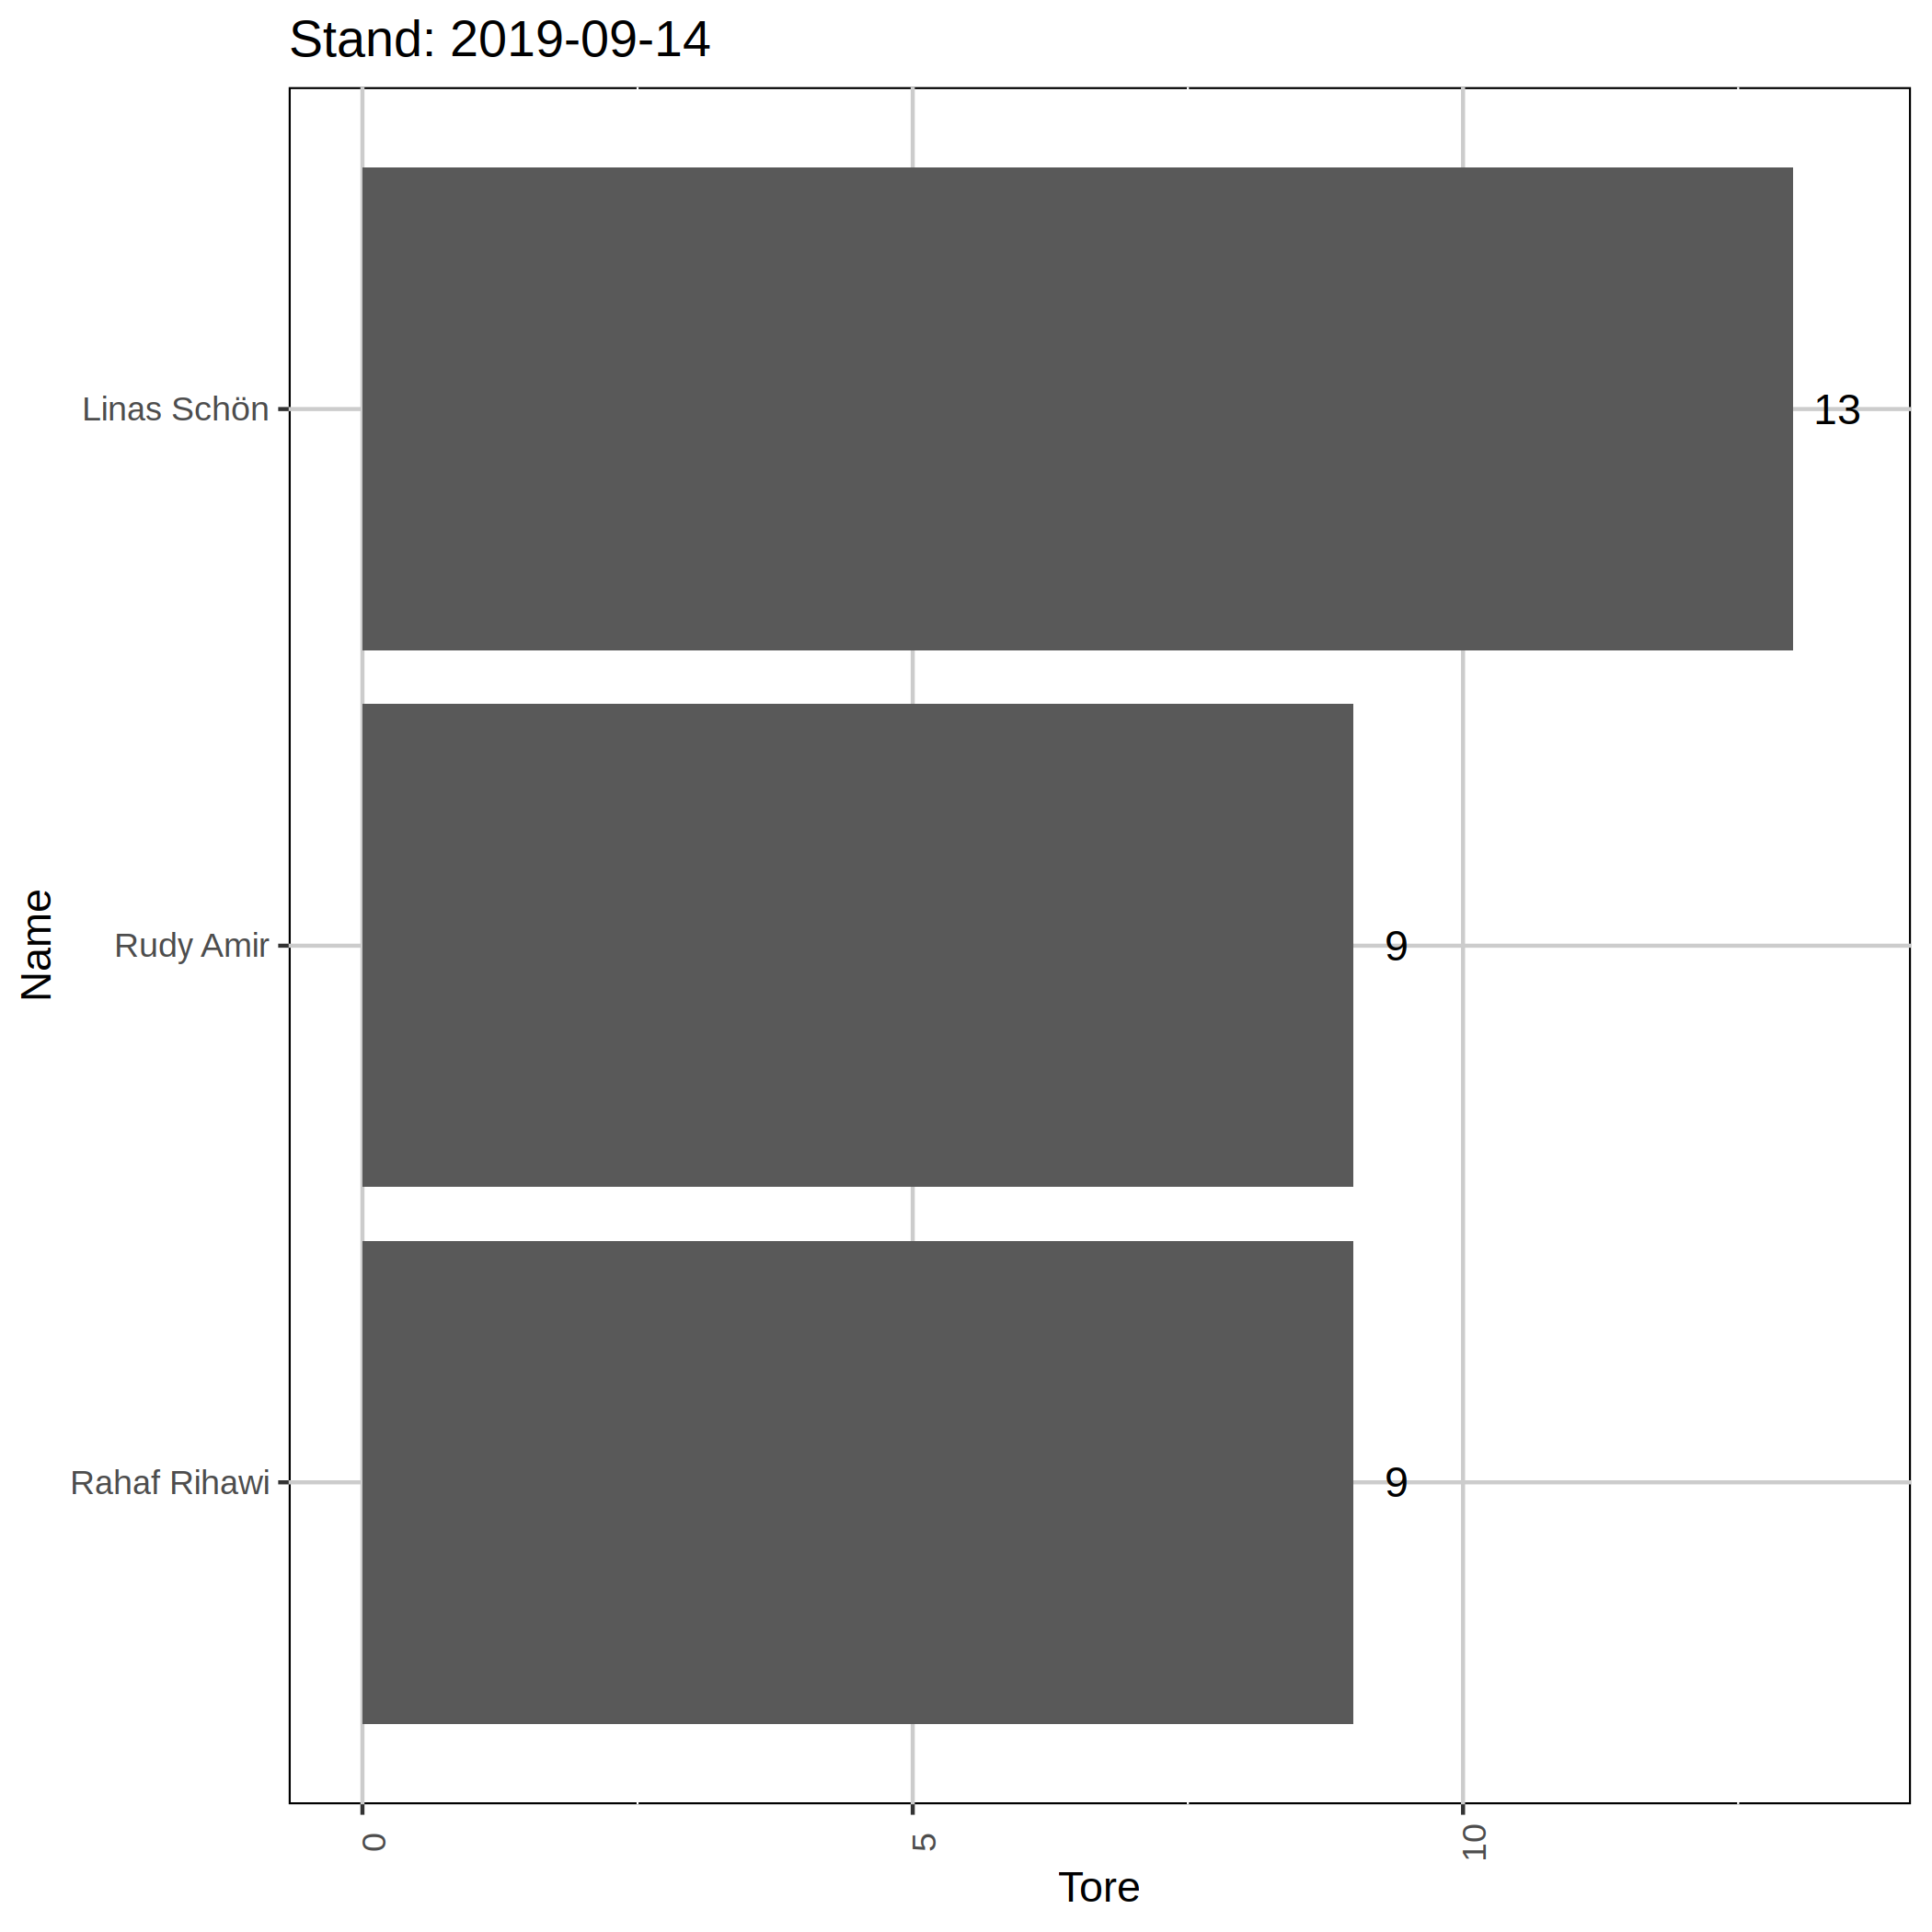 Stand: 2019-09-14
Linas Schön
13
Rudy Amir
9
Rahaf Rihawi
9
Name
0
5
10
Tore